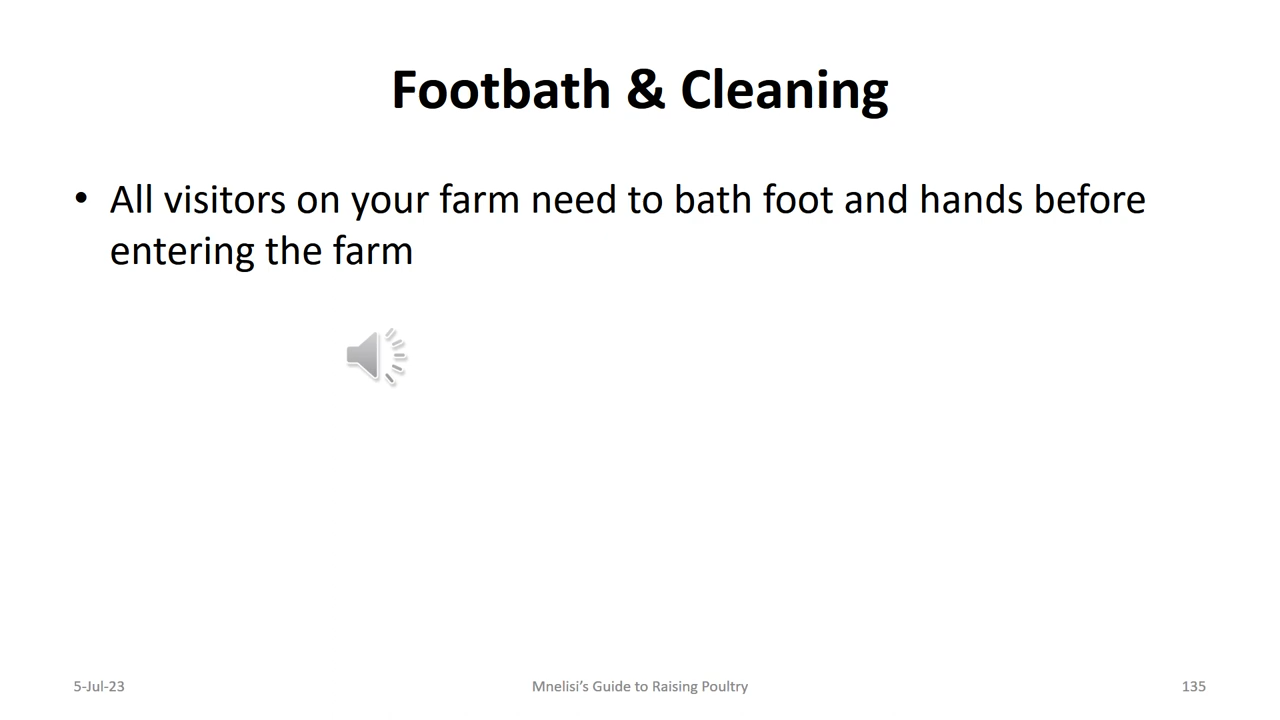 Footbath & Cleaning
• All visitors on your farm need to bath foot and hands before
entering the farm
5-Jul-23
Mnelisi’s Guide to Raising Poultry
135